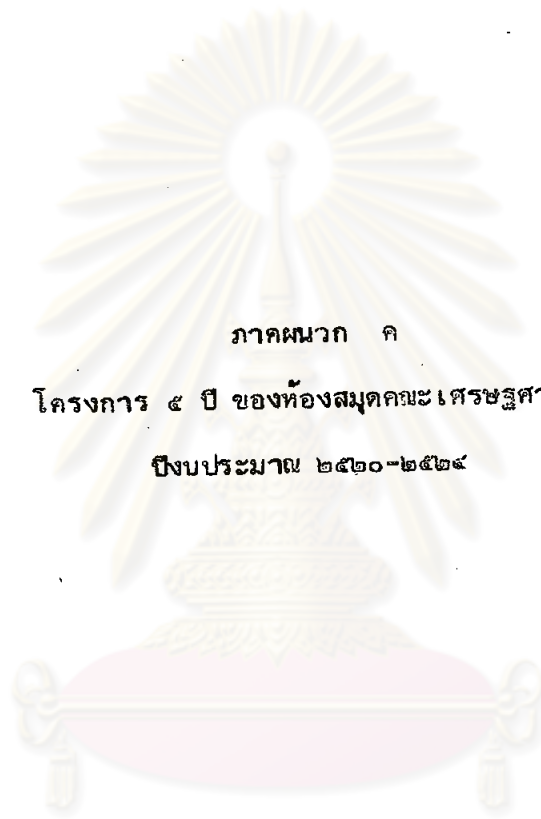 ภาคผนวก ค
โครงการ ๕ ปี ของห้องสมุดคณะเศรษฐศา
ปีงบประมาณ ๒๕๒๐-๒๕๒๔